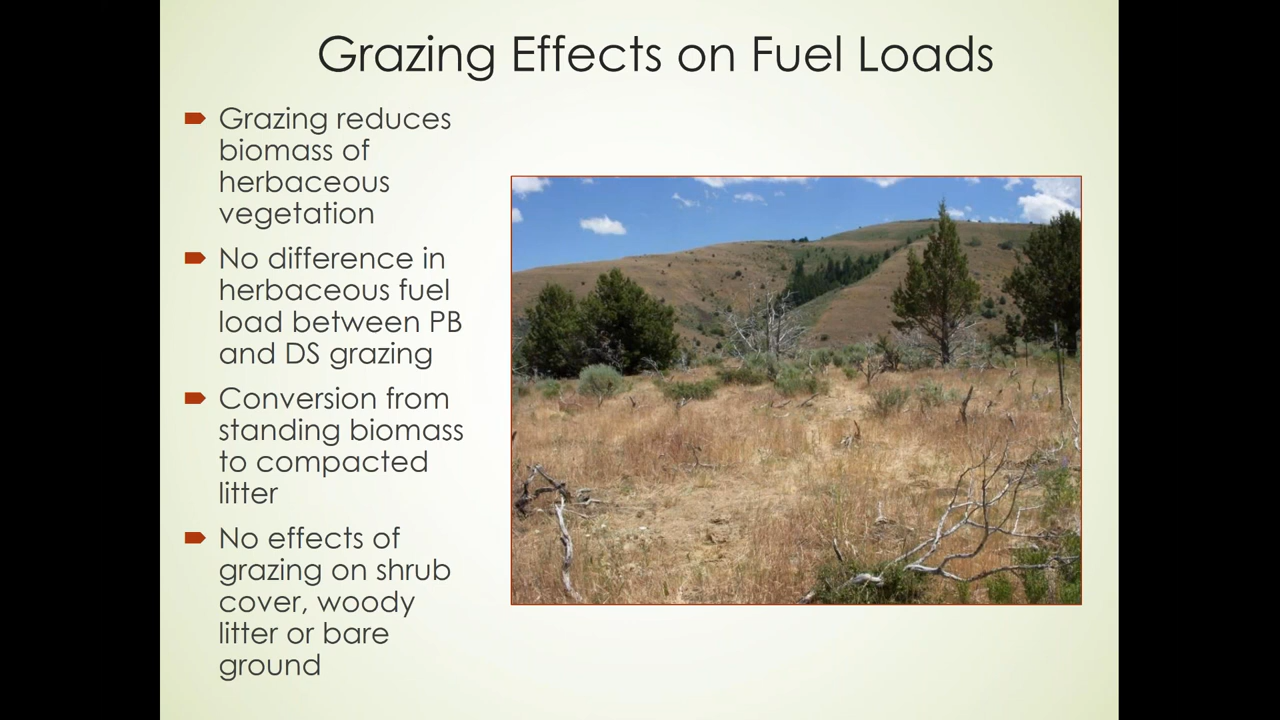 Grazing Effects on Fuel Loads
Grazing reduces
biomass of
herbaceous
vegetation
No difference in
herbaceous fuel
load between PB
and DS grazing
Conversion from
standing biomass
to compacted
litter
No effects of
grazing on shrub
cover, woody
litter or bare
ground